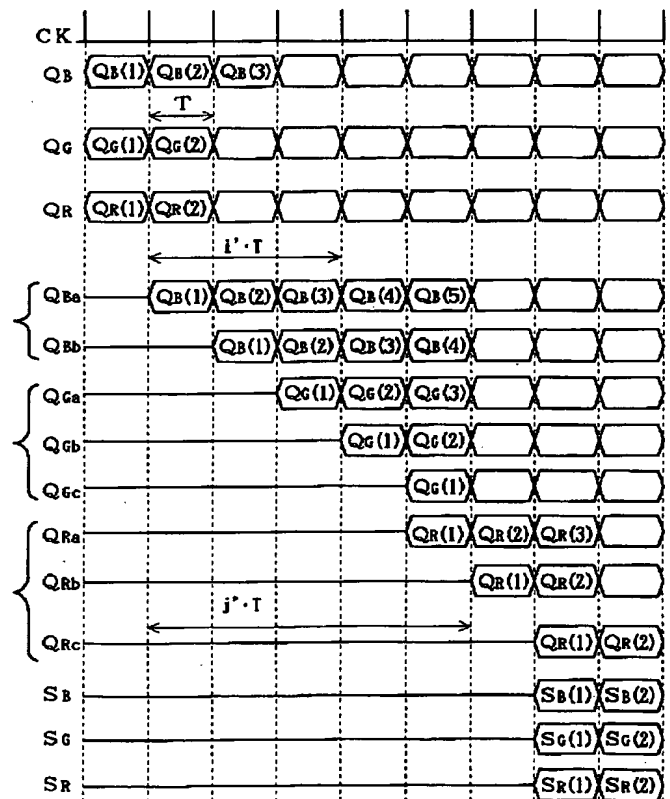 CK
QB QB(1) QB(2) QB(3)
T
QG QG(1) QG(2)
QR QR(1) QR(2)
i'·T
QBa QB(1) QB(2) QB(3) QB(4) QB(5)
QBb QB(1) QB(2) QB(3) QB(4)
QGa QG(1) QG(2) QG(3)
QGb QG(1) QG(2)
QGc QG(1)
QRa QR(1) QR(2) QR(3)
QRb QR(1) QR(2)
j'·T
QRc QR(1) QR(2)
SB SB(1) SB(2)
SG SG(1) SG(2)
SR SR(1) SR(2)